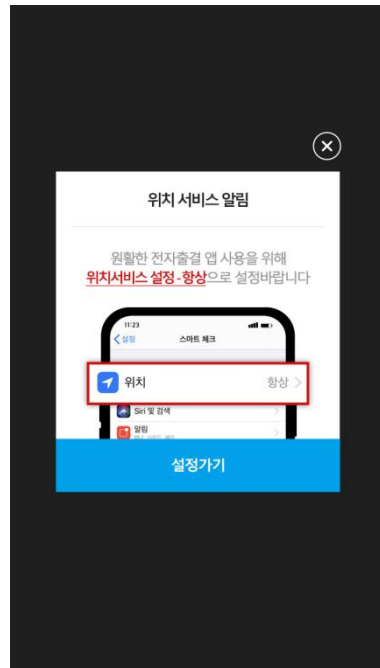 위치 서비스 알림
원활한 전자출결 앱 사용을 위해
위치서비스 설정 - 항상으로 설정바랍니다
11:23
설정 스마트 체크
위치 항상
Siri 및 검색
알림
설정가기